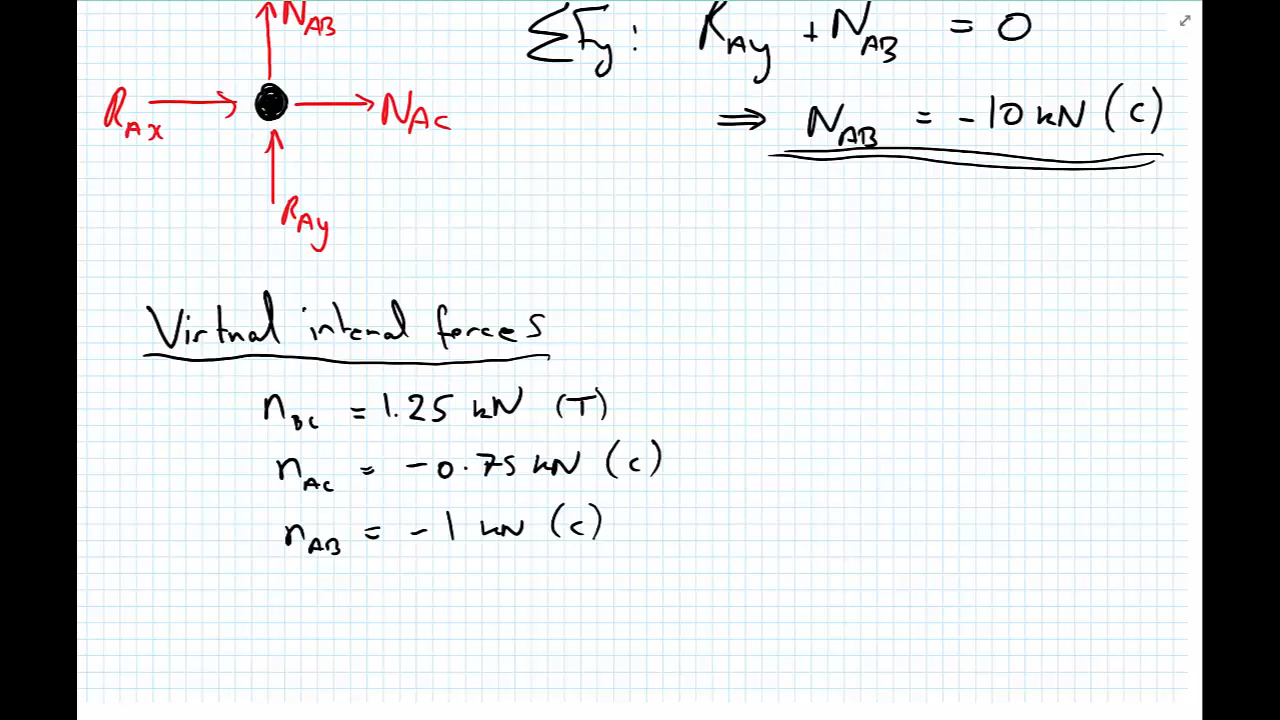 N_AB
ΣFy: R_Ay + N_AB = 0
R_Ax N_AC
⇒ N_AB = -10 kN (C)
R_Ay
Virtual internal forces
n_BC = 1.25 kN (T)
n_AC = -0.75 kN (C)
n_AB = -1 kN (C)